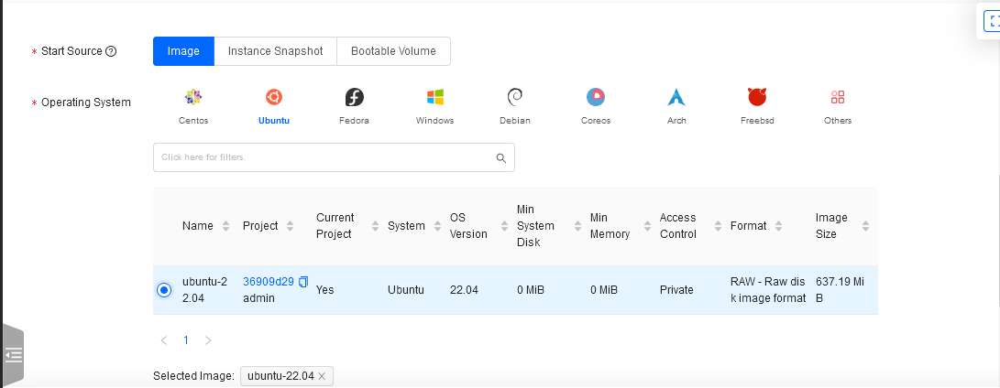 * Start Source ?
Image Instance Snapshot Bootable Volume
* Operating System
Centos Ubuntu Fedora Windows Debian Coreos Arch Freebsd Others
Click here for filters.
Name Project Current Project System OS Version Min System Disk Min Memory Access Control Format Image Size
ubuntu-22.04 36909d29 admin Yes Ubuntu 22.04 0 MiB 0 MiB Private RAW - Raw disk image format 637.19 MiB
< 1 >
Selected Image: ubuntu-22.04 ×